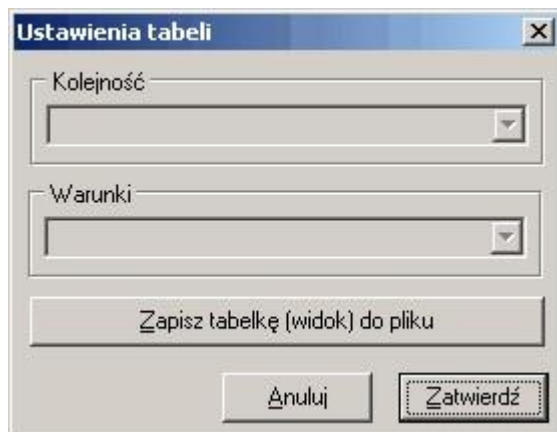 Ustawienia tabeli
Kolejność
Warunki
Zapisz tabelkę (widok) do pliku
Anuluj
Zatwierdź